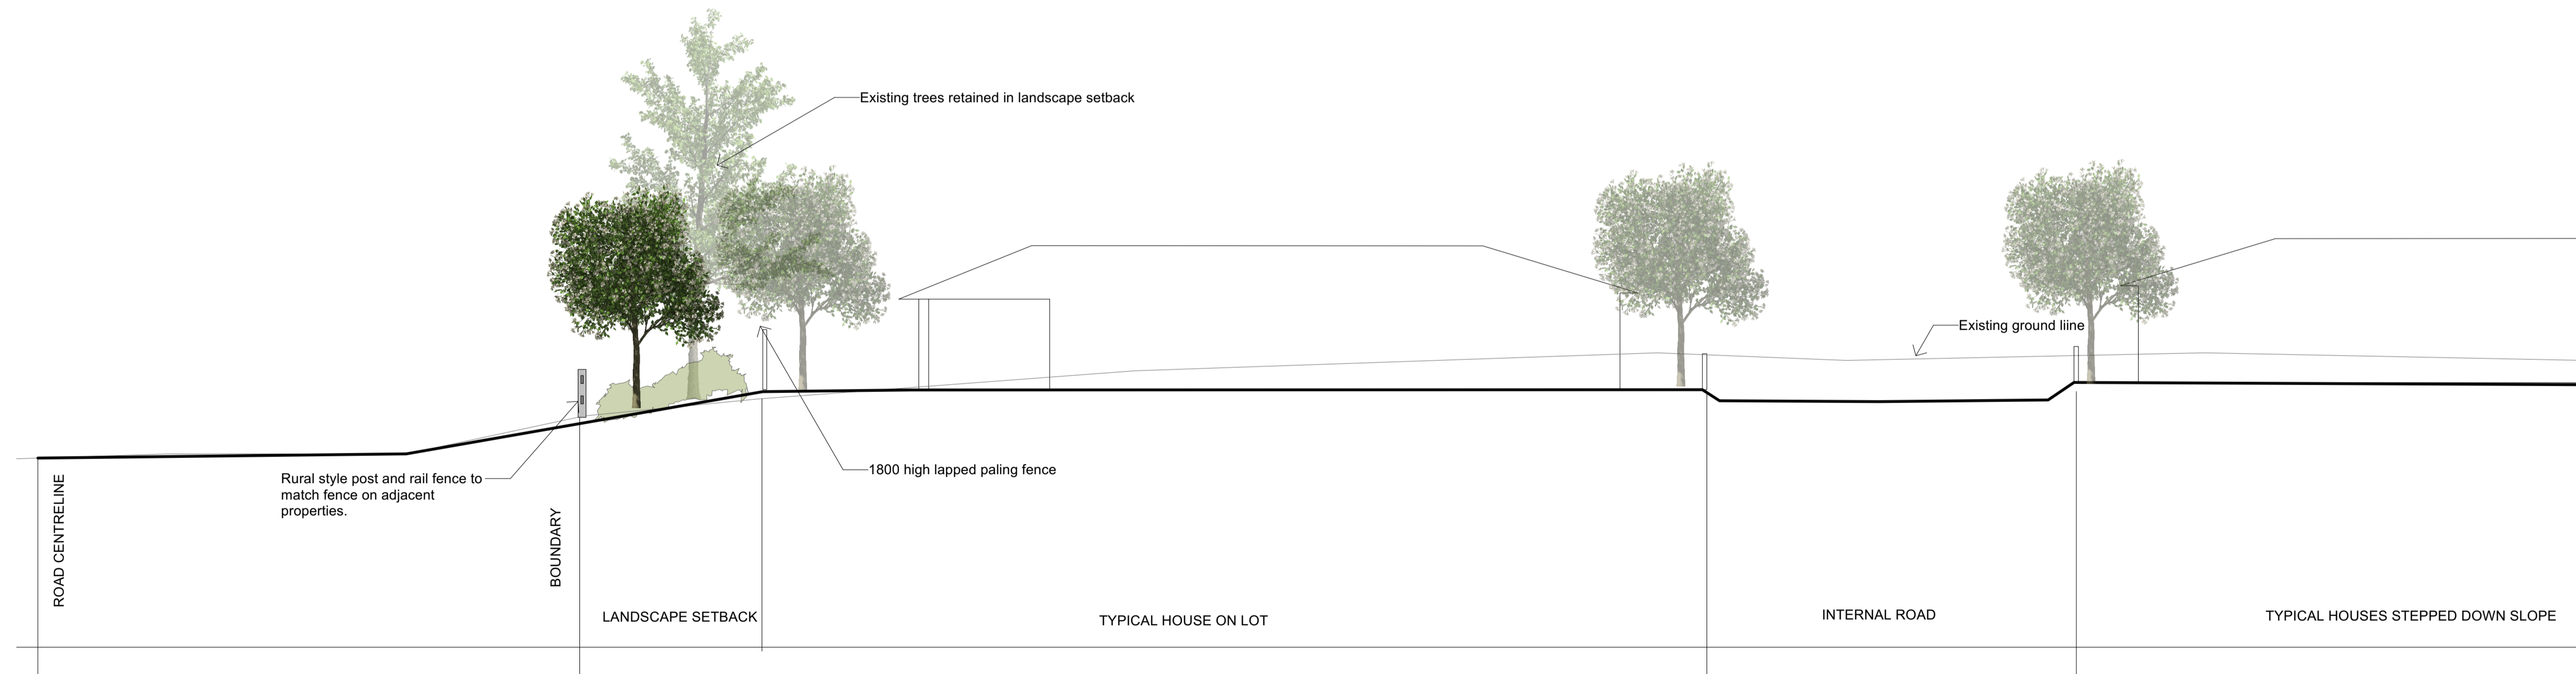 Existing trees retained in landscape setback
Existing ground liine
1800 high lapped paling fence
Rural style post and rail fence to
match fence on adjacent
properties.
ROAD CENTRELINE
BOUNDARY
LANDSCAPE SETBACK
TYPICAL HOUSE ON LOT
INTERNAL ROAD
TYPICAL HOUSES STEPPED DOWN SLOPE